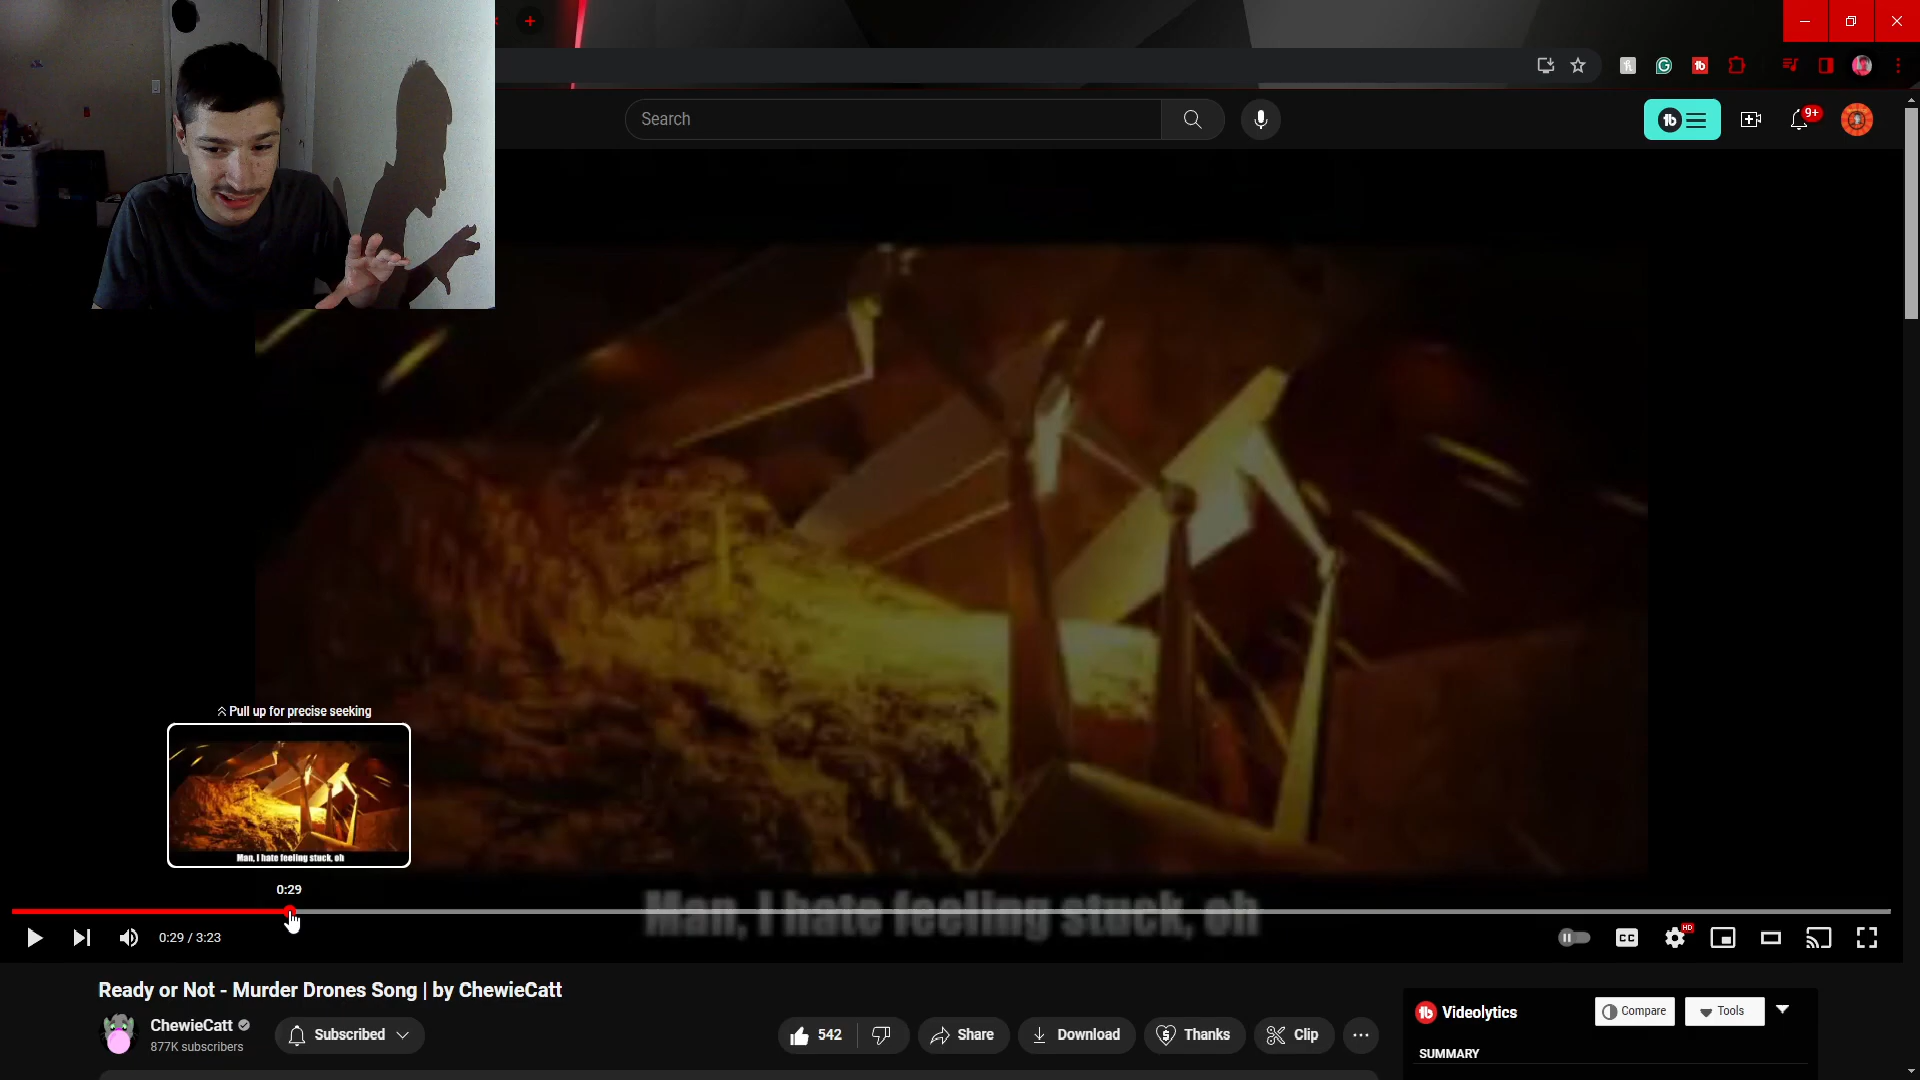 Search
9+
Pull up for precise seeking
Man, I hate feeling stuck, oh
0:29
Man, I hate feeling stuck, oh
0:29 / 3:23
CC
HD
Ready or Not - Murder Drones Song | by ChewieCatt
ChewieCatt
877K subscribers
Subscribed
542
Share
Download
Thanks
Clip
Videolytics
Compare
Tools
SUMMARY